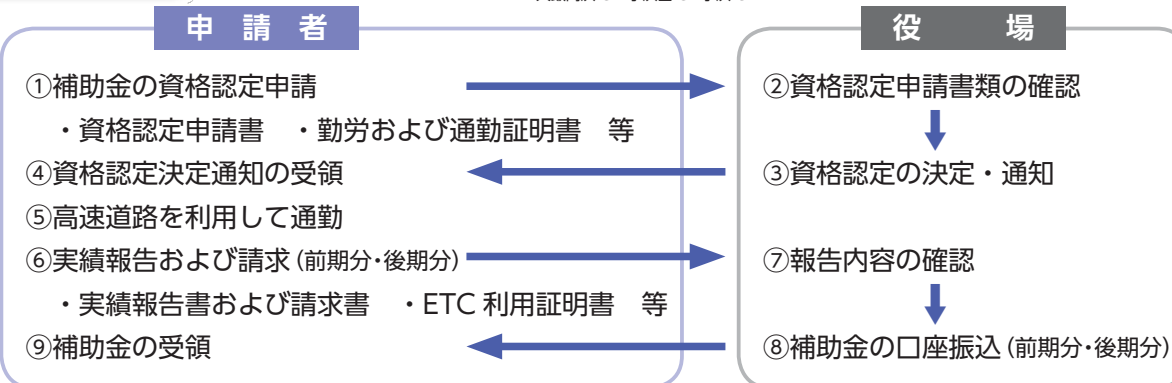 申請者
①補助金の資格認定申請
・資格認定申請書　・勤労および通勤証明書　等
④資格認定決定通知の受領
⑤高速道路を利用して通勤
⑥実績報告および請求（前期分・後期分）
・実績報告書および請求書　・ETC 利用証明書　等
⑨補助金の受領
役場
②資格認定申請書類の確認
③資格認定の決定・通知
⑦報告内容の確認
⑧補助金の口座振込（前期分・後期分）